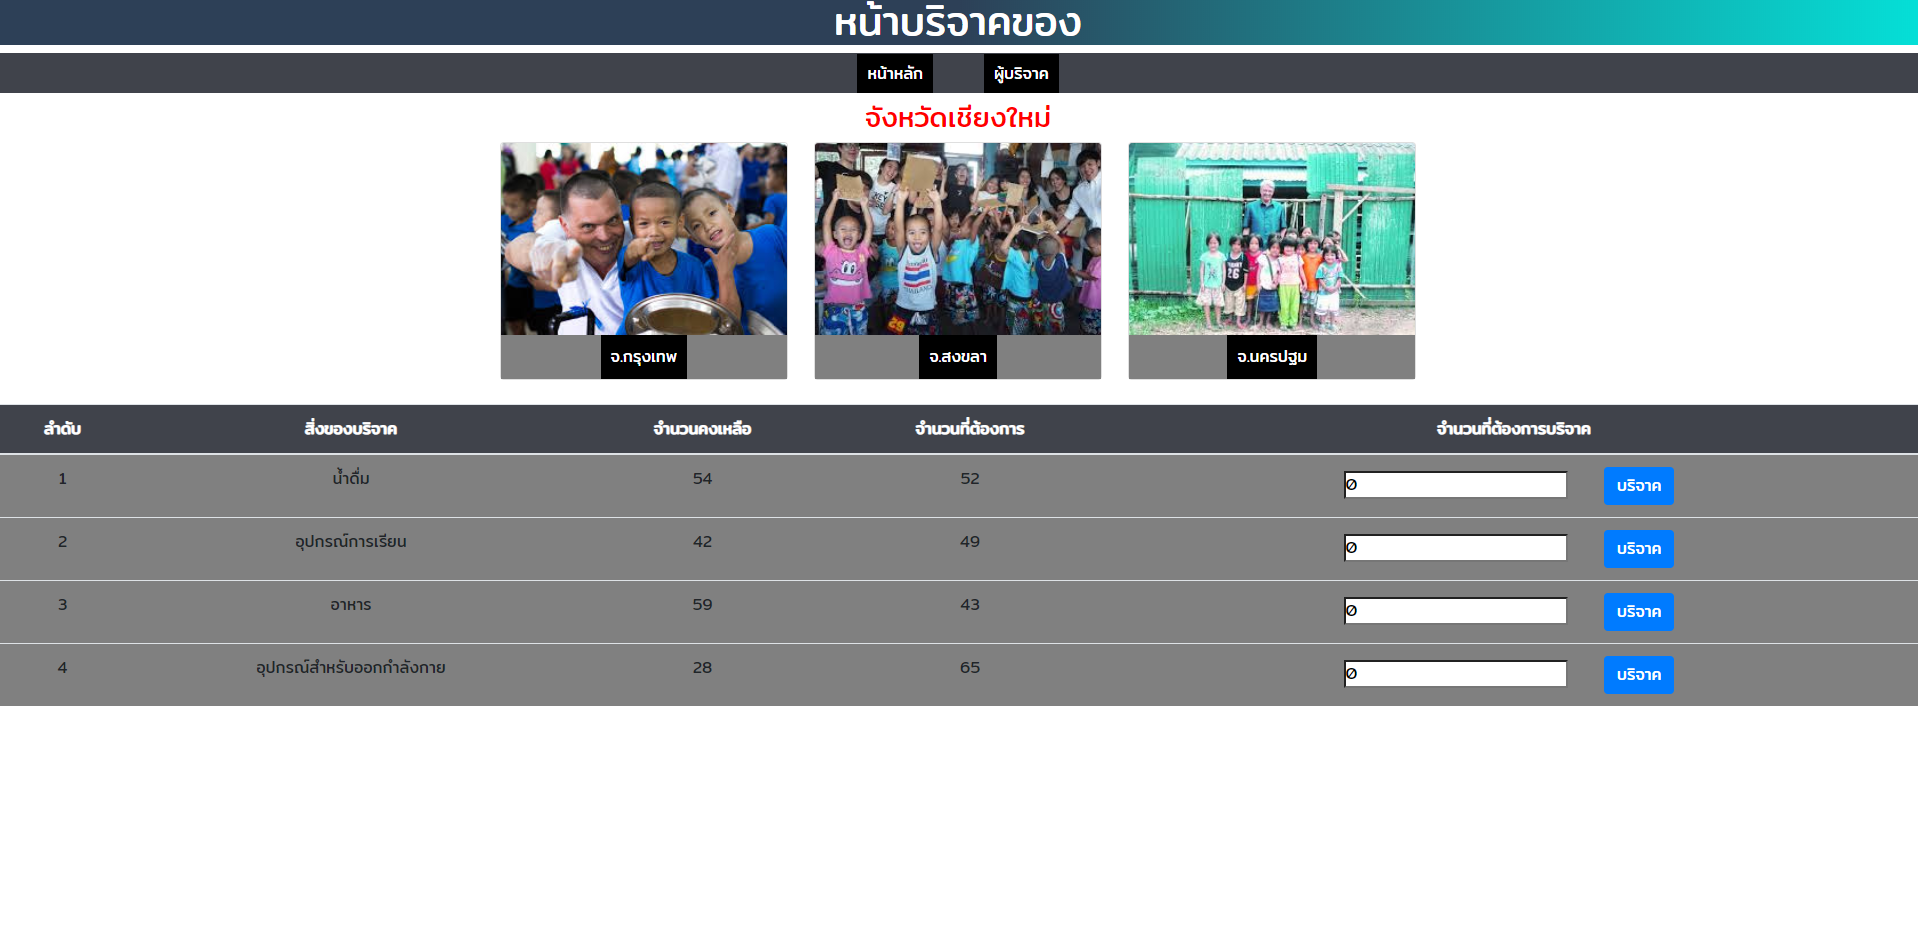 หน้าบริจาคของ
หน้าหลัก ผู้บริจาค
จังหวัดเชียงใหม่
29
26
จ.กรุงเทพ จ.สงขลา จ.นครปฐม
ลำดับ สิ่งของบริจาค จำนวนคงเหลือ จำนวนที่ต้องการ จำนวนที่ต้องการบริจาค
1 น้ำดื่ม 54 52 0 บริจาค
2 อุปกรณ์การเรียน 42 49 0 บริจาค
3 อาหาร 59 43 0 บริจาค
4 อุปกรณ์สำหรับออกกำลังกาย 28 65 0 บริจาค